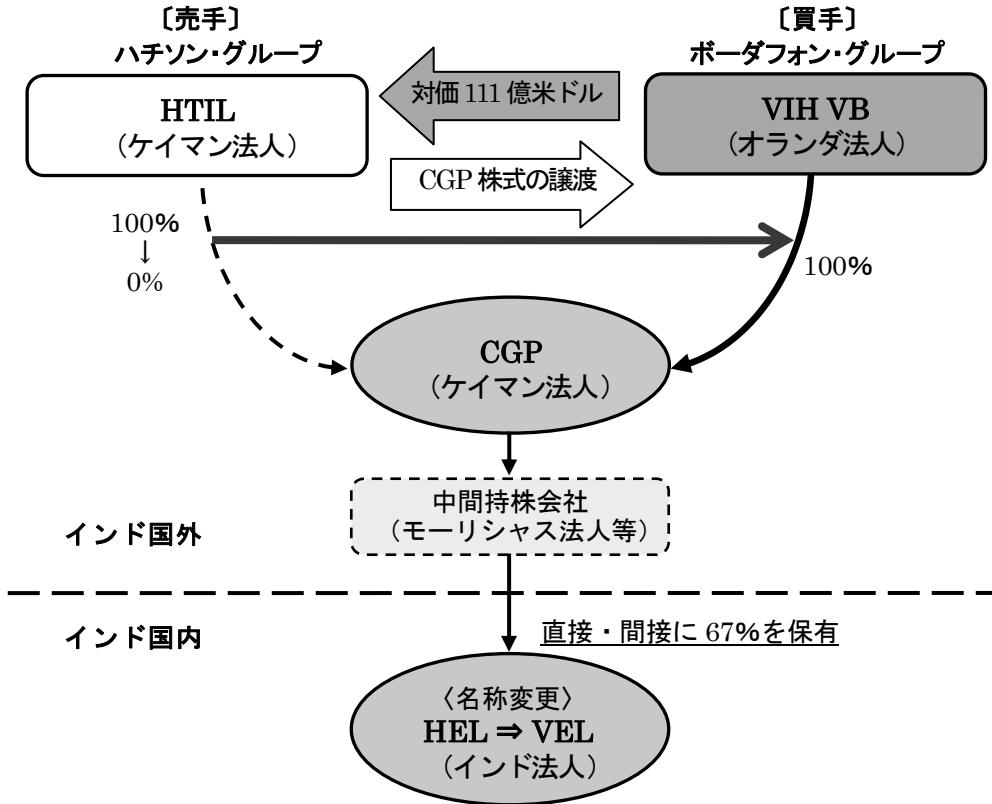 〔売手〕
ハチソン・グループ
〔買手〕
ボーダフォン・グループ
HTIL
（ケイマン法人）
対価 111 億米ドル
VIH VB
（オランダ法人）
CGP 株式の譲渡
100%
↓
0%
100%
CGP
（ケイマン法人）
中間持株会社
（モーリシャス法人等）
インド国外
インド国内
直接・間接に 67%を保有
〈名称変更〉
HEL ⇒ VEL
（インド法人）